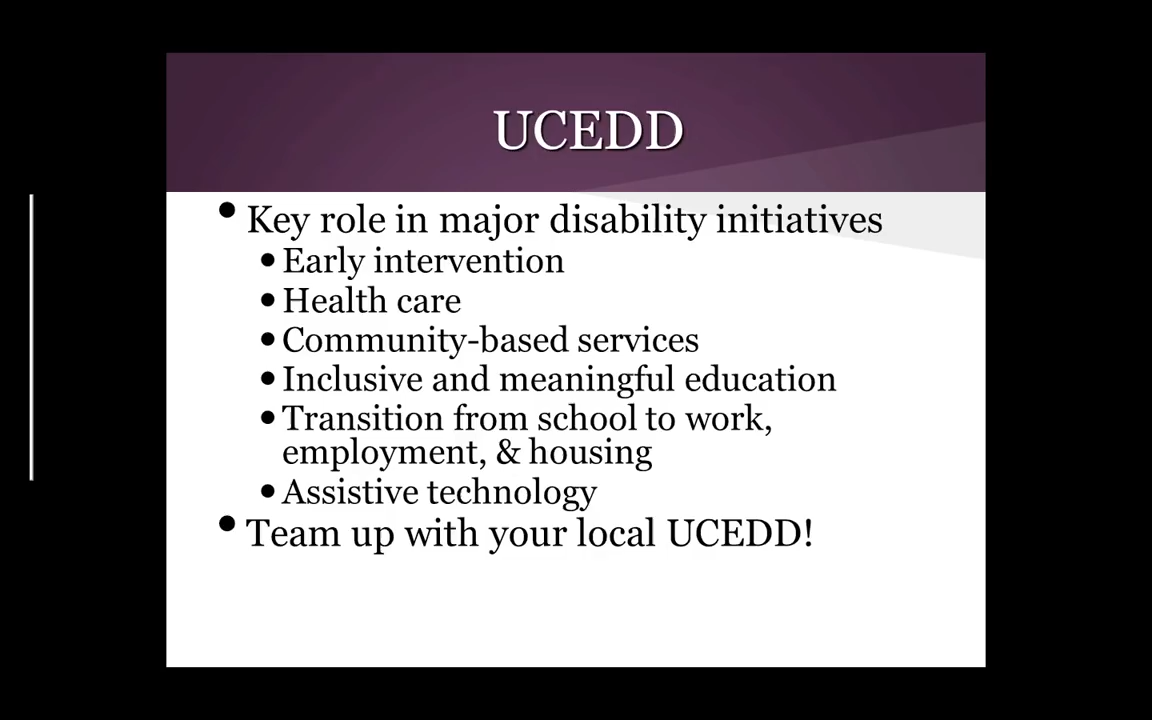 UCEDD
• Key role in major disability initiatives
• Early intervention
• Health care
• Community-based services
• Inclusive and meaningful education
• Transition from school to work,
employment, & housing
• Assistive technology
• Team up with your local UCEDD!